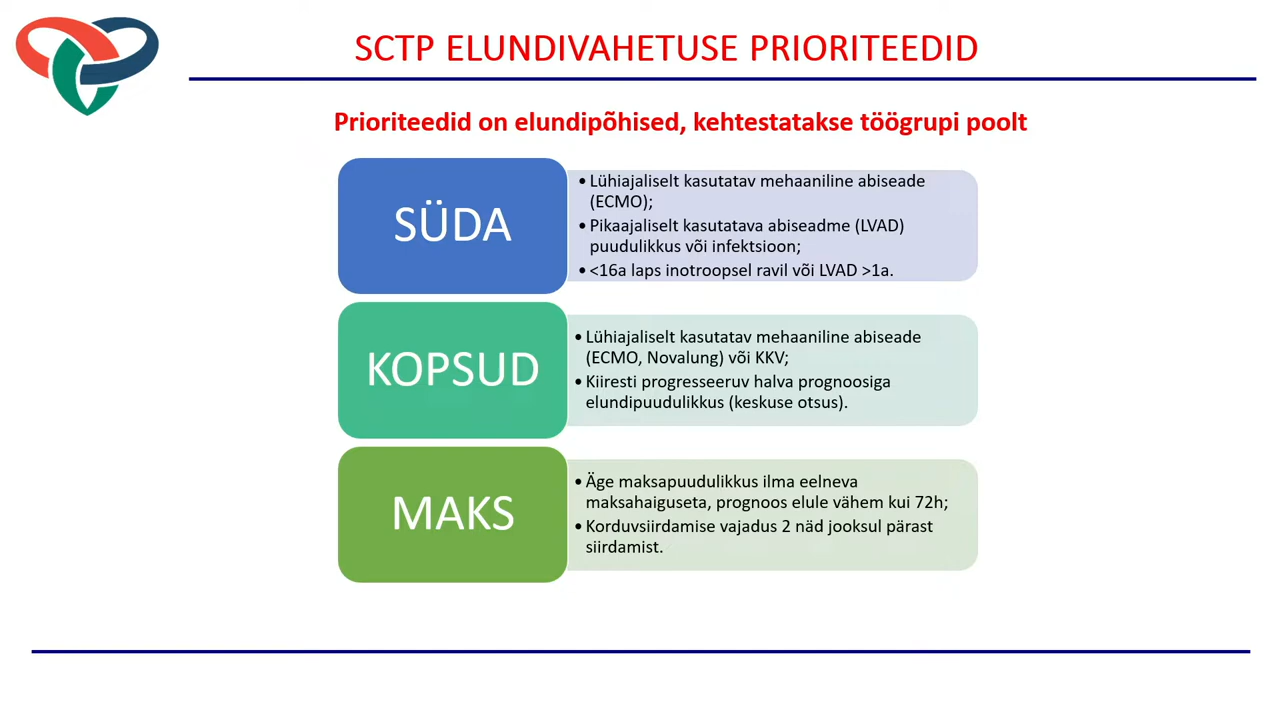 SCTP ELUNDIVAHETUSE PRIORITEEDID
Prioriteedid on elundipõhised, kehtestatakse töögrupi poolt
SÜDA
• Lühiajaliselt kasutatav mehaaniline abiseade
(ECMO);
• Pikaajaliselt kasutatava abiseadme (LVAD)
puudulikkus või infektsioon;
• <16a laps inotroopsel ravil või LVAD >1a.
KOPSUD
• Lühiajaliselt kasutatav mehaaniline abiseade
(ECMO, Novalung) või KKV;
• Kiiresti progresseeruv halva prognoosiga
elundipuudulikkus (keskuse otsus).
MAKS
• Äge maksapuudulikkus ilma eelneva
maksahaiguseta, prognoos elule vähem kui 72h;
• Korduvsiirdamise vajadus 2 näd jooksul pärast
siirdamist.